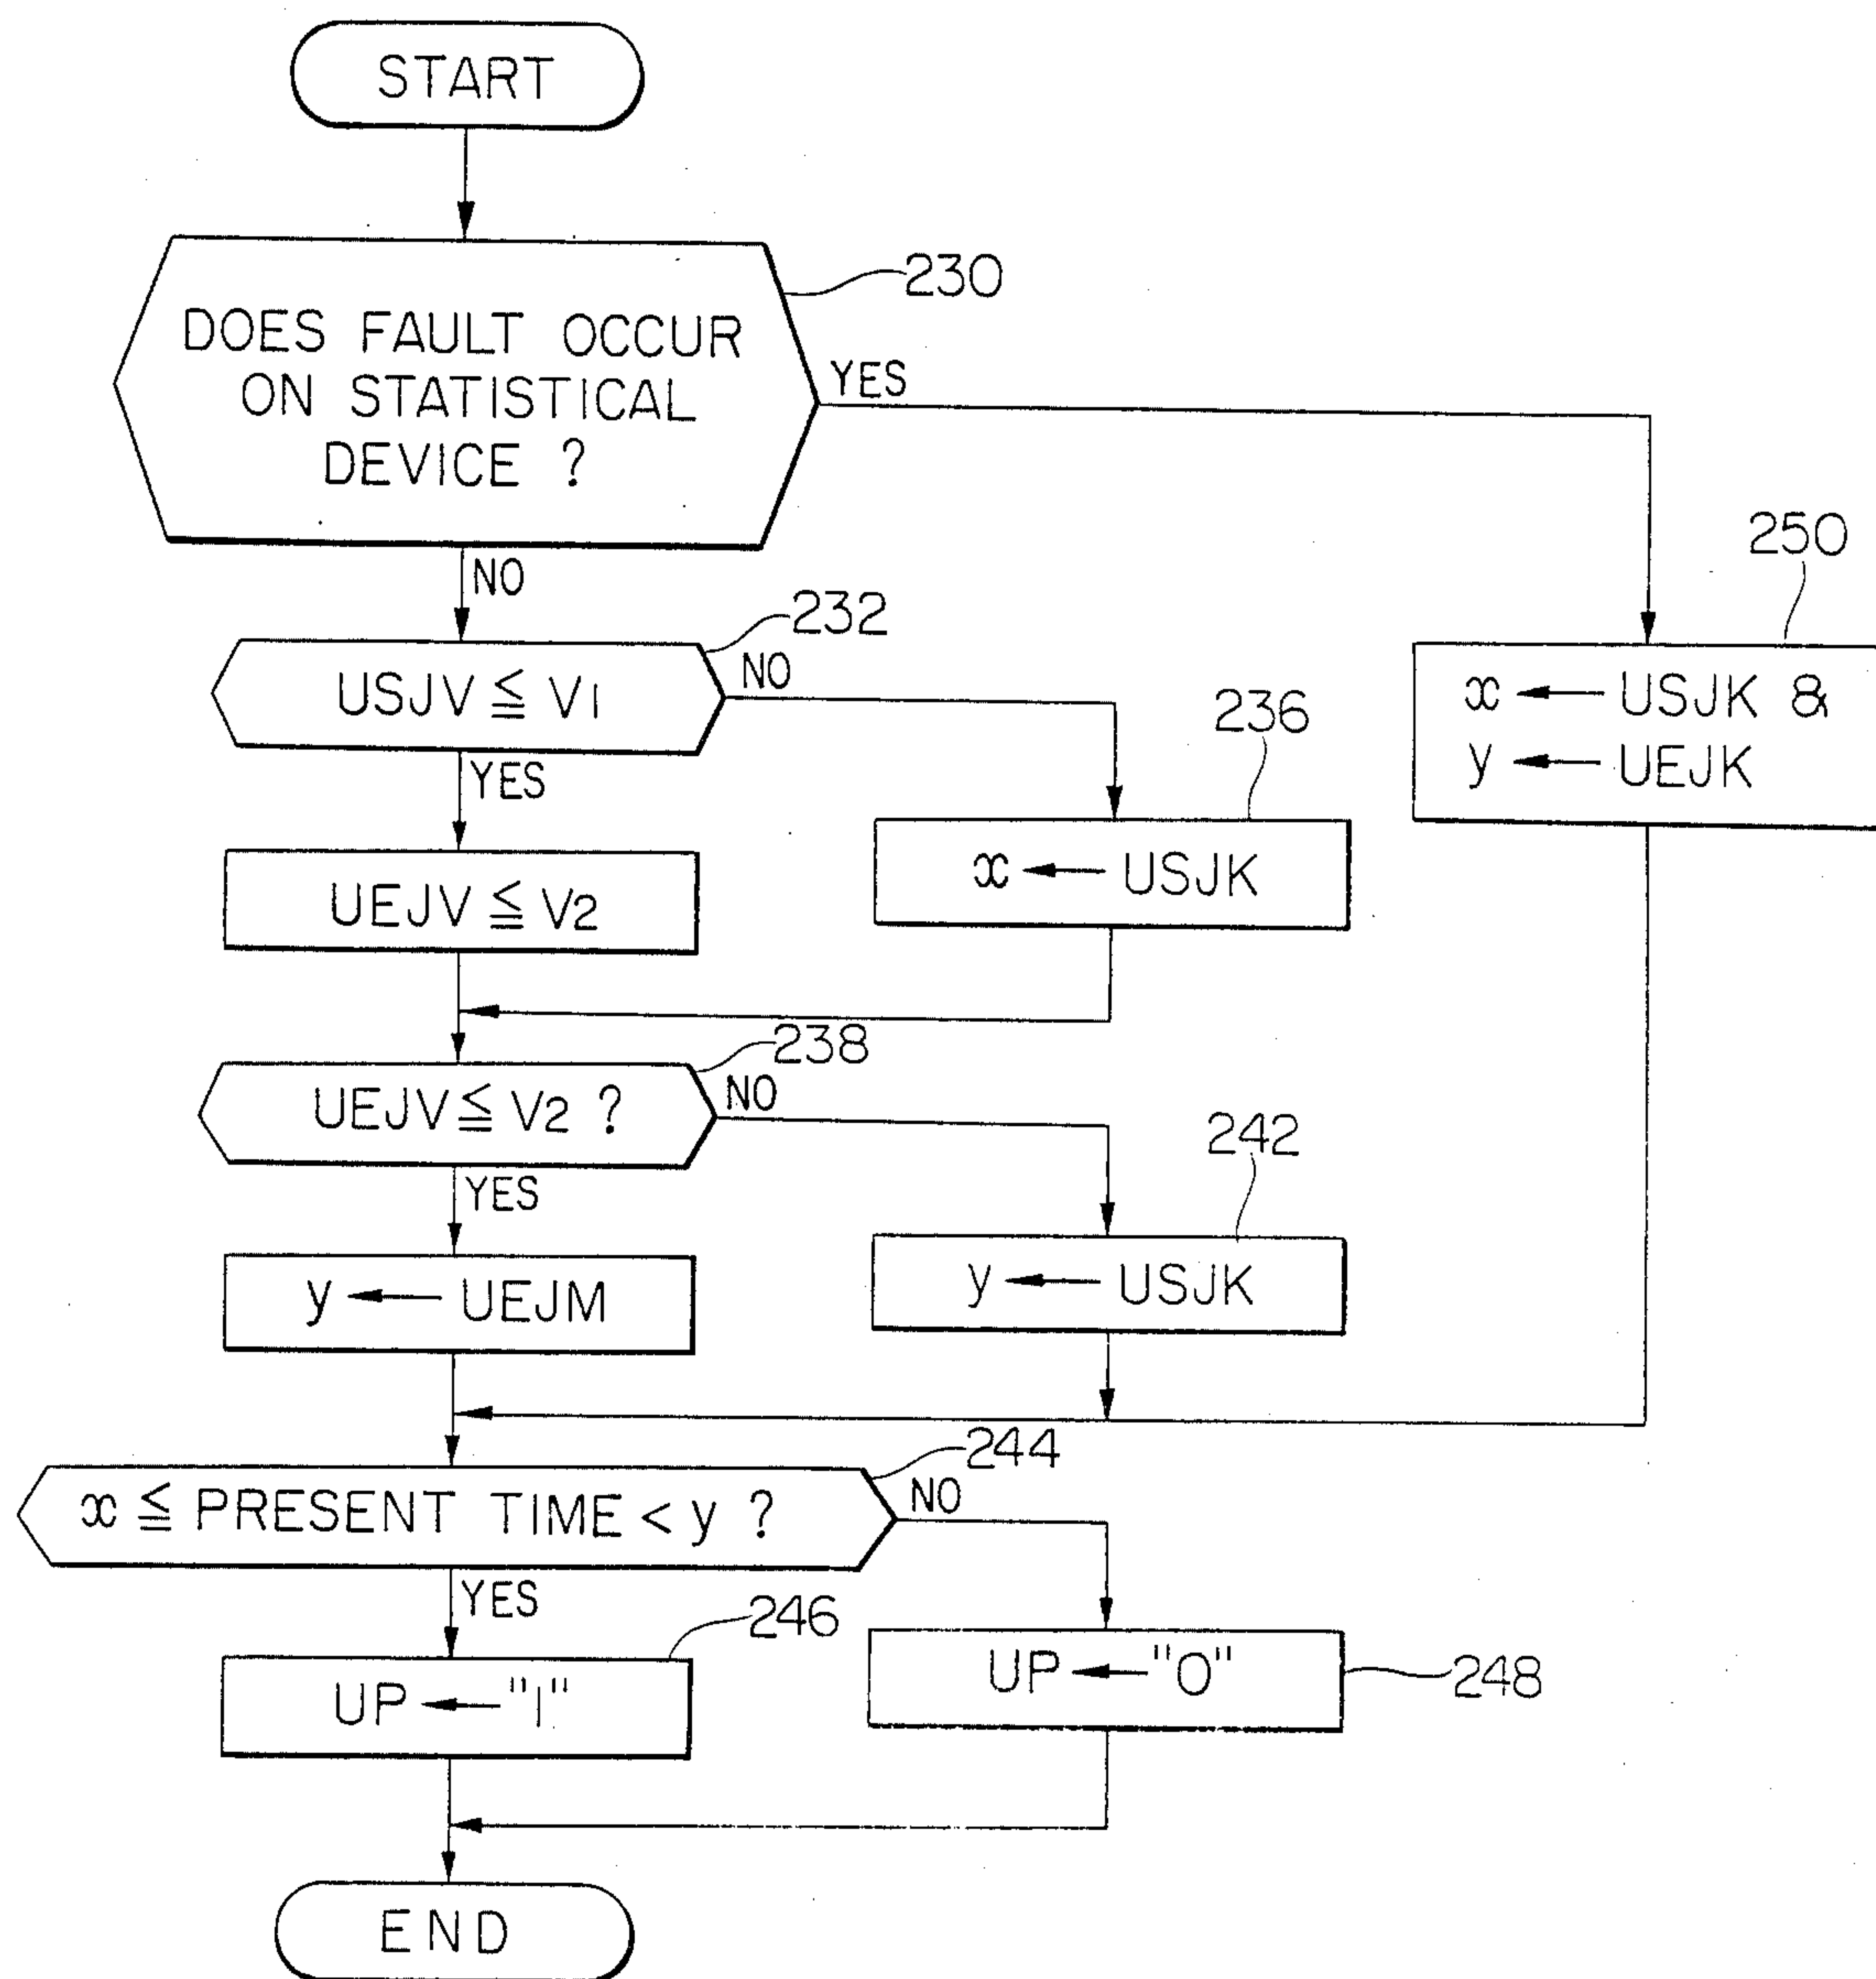 START
230
DOES FAULT OCCUR
ON STATISTICAL
DEVICE ?
YES
NO
250
x ← USJK &
y ← UEJK
232
USJV ≦ V1
NO
YES
236
x ← USJK
UEJV ≦ V2
238
UEJV ≦ V2 ?
NO
YES
242
y ← USJK
y ← UEJM
244
x ≦ PRESENT TIME < y ?
NO
YES
246
UP ← "1"
UP ← "0"
248
END